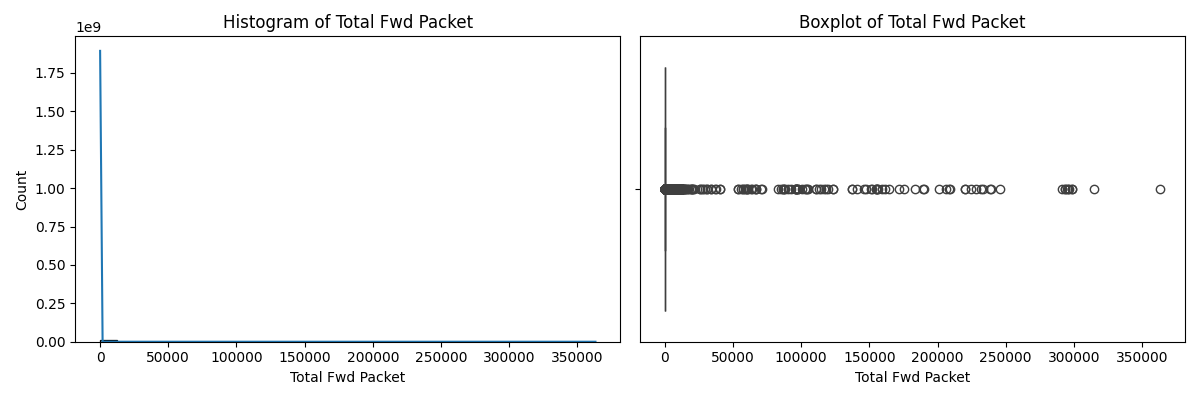 Histogram of Total Fwd Packet
1e9
1.75
1.50
1.25
1.00
0.75
0.50
0.25
0.00
Count
0 50000 100000 150000 200000 250000 300000 350000
Total Fwd Packet
Boxplot of Total Fwd Packet
0 50000 100000 150000 200000 250000 300000 350000
Total Fwd Packet